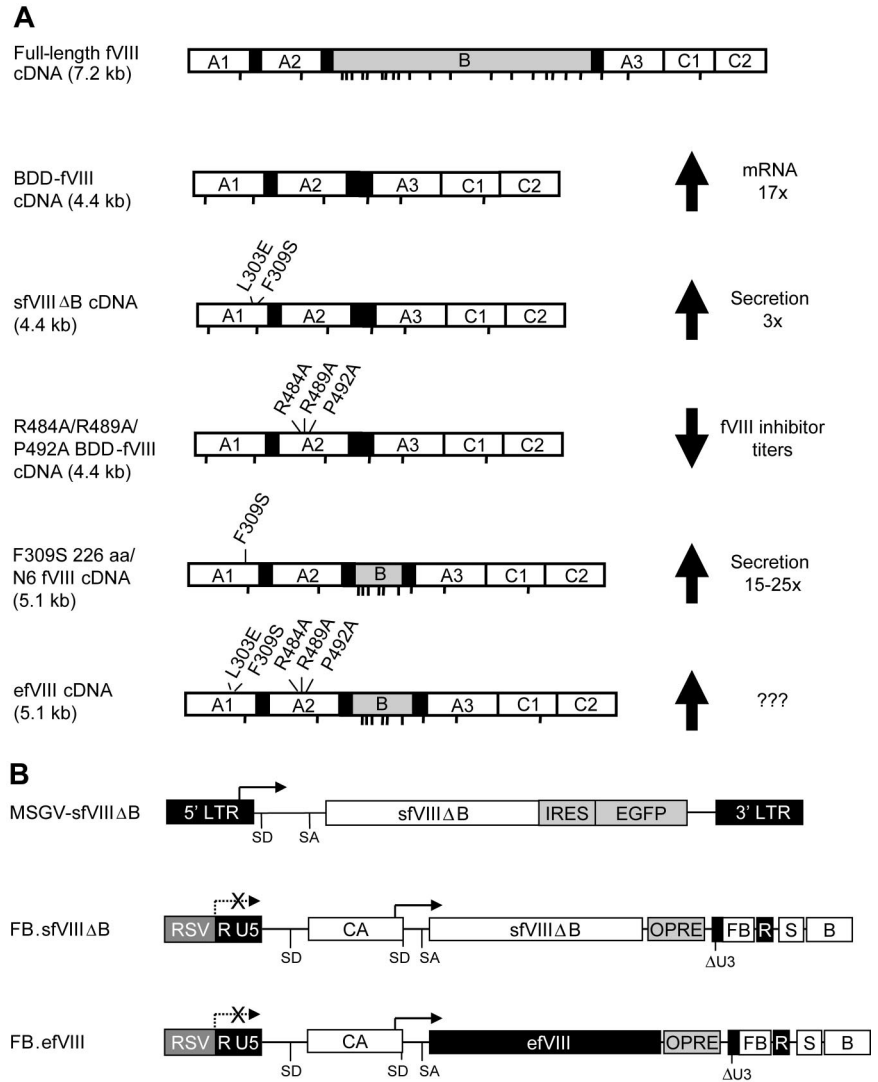 A
Full-length fVIII
cDNA (7.2 kb)
A1 A2 B A3 C1 C2
BDD-fVIII
cDNA (4.4 kb)
A1 A2 A3 C1 C2
mRNA
17x
L303E
F309S
sfVIIIΔB cDNA
(4.4 kb)
A1 A2 A3 C1 C2
Secretion
3x
R484A
R489A
P492A
R484A/R489A/
P492A BDD-fVIII
cDNA (4.4 kb)
A1 A2 A3 C1 C2
fVIII inhibitor
titers
F309S
F309S 226 aa/
N6 fVIII cDNA
(5.1 kb)
A1 A2 B A3 C1 C2
Secretion
15-25x
L303E
F309S
R484A
R489A
P492A
efVIII cDNA
(5.1 kb)
A1 A2 B A3 C1 C2
???
B
MSGV-sfVIIIΔB
5' LTR sfVIIIΔB IRES EGFP 3' LTR
SD SA
X
FB.sfVIIIΔB
RSV R U5 CA sfVIIIΔB OPRE FB R S B
SD SD SA ΔU3
X
FB.efVIII
RSV R U5 CA efVIII OPRE FB R S B
SD SD SA ΔU3